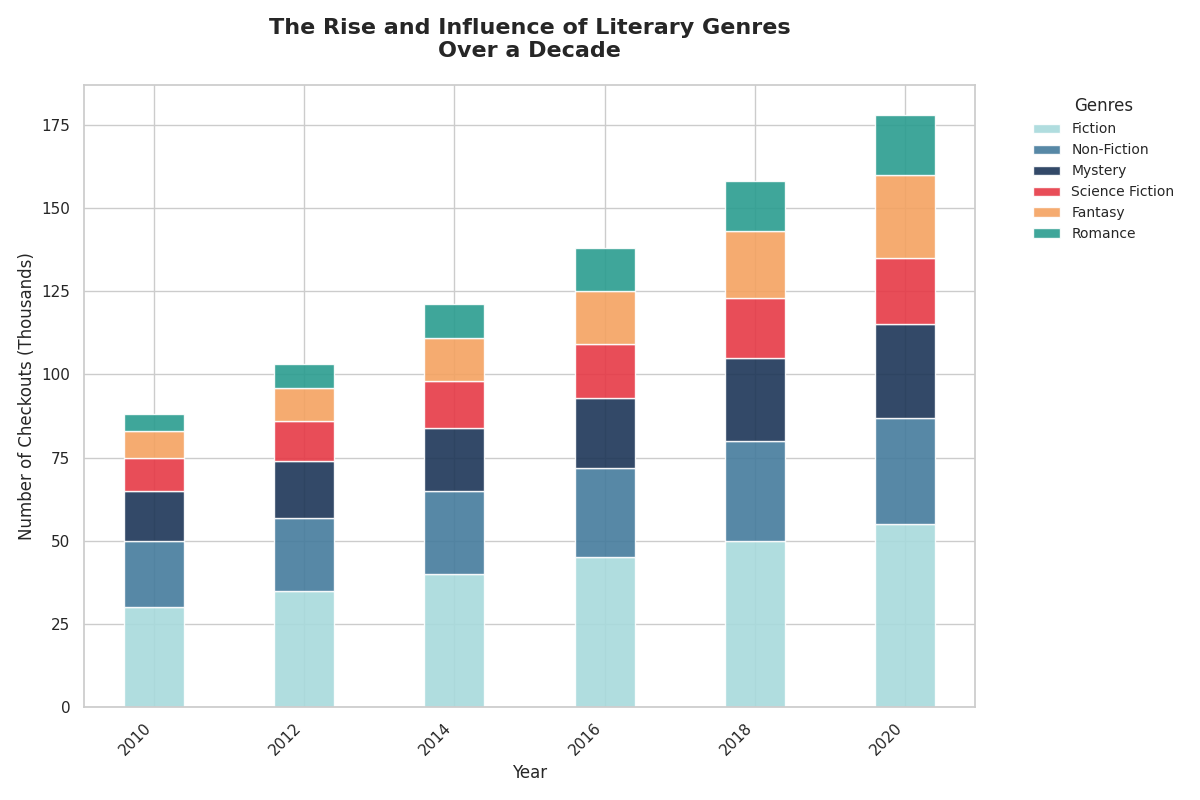 The Rise and Influence of Literary Genres
Over a Decade
Number of Checkouts (Thousands)
175
150
125
100
75
50
25
0
2010
2012
2014
2016
2018
2020
Year
Genres
Fiction
Non-Fiction
Mystery
Science Fiction
Fantasy
Romance